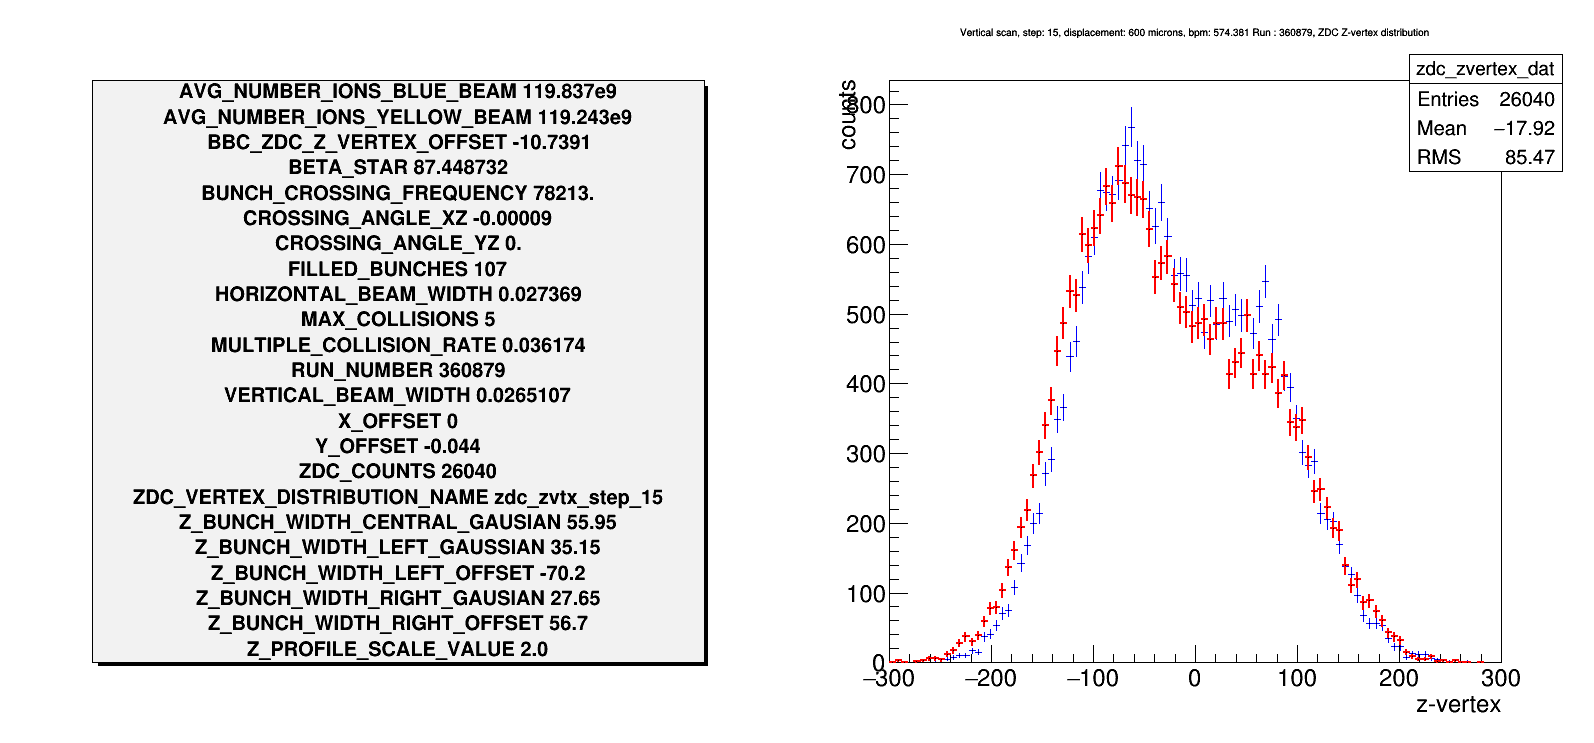 AVG_NUMBER_IONS_BLUE_BEAM 119.837e9
AVG_NUMBER_IONS_YELLOW_BEAM 119.243e9
BBC_ZDC_Z_VERTEX_OFFSET -10.7391
BETA_STAR 87.448732
BUNCH_CROSSING_FREQUENCY 78213.
CROSSING_ANGLE_XZ -0.00009
CROSSING_ANGLE_YZ 0.
FILLED_BUNCHES 107
HORIZONTAL_BEAM_WIDTH 0.027369
MAX_COLLISIONS 5
MULTIPLE_COLLISION_RATE 0.036174
RUN_NUMBER 360879
VERTICAL_BEAM_WIDTH 0.0265107
X_OFFSET 0
Y_OFFSET -0.044
ZDC_COUNTS 26040
ZDC_VERTEX_DISTRIBUTION_NAME zdc_zvtx_step_15
Z_BUNCH_WIDTH_CENTRAL_GAUSIAN 55.95
Z_BUNCH_WIDTH_LEFT_GAUSSIAN 35.15
Z_BUNCH_WIDTH_LEFT_OFFSET -70.2
Z_BUNCH_WIDTH_RIGHT_GAUSIAN 27.65
Z_BUNCH_WIDTH_RIGHT_OFFSET 56.7
Z_PROFILE_SCALE_VALUE 2.0
Vertical scan, step: 15, displacement: 600 microns, bpm: 574.381 Run : 360879, ZDC Z-vertex distribution
zdc_zvertex_dat
Entries 26040
Mean −17.92
RMS 85.47
counts
800
700
600
500
400
300
200
100
0
−300 −200 −100 0 100 200 300
z-vertex